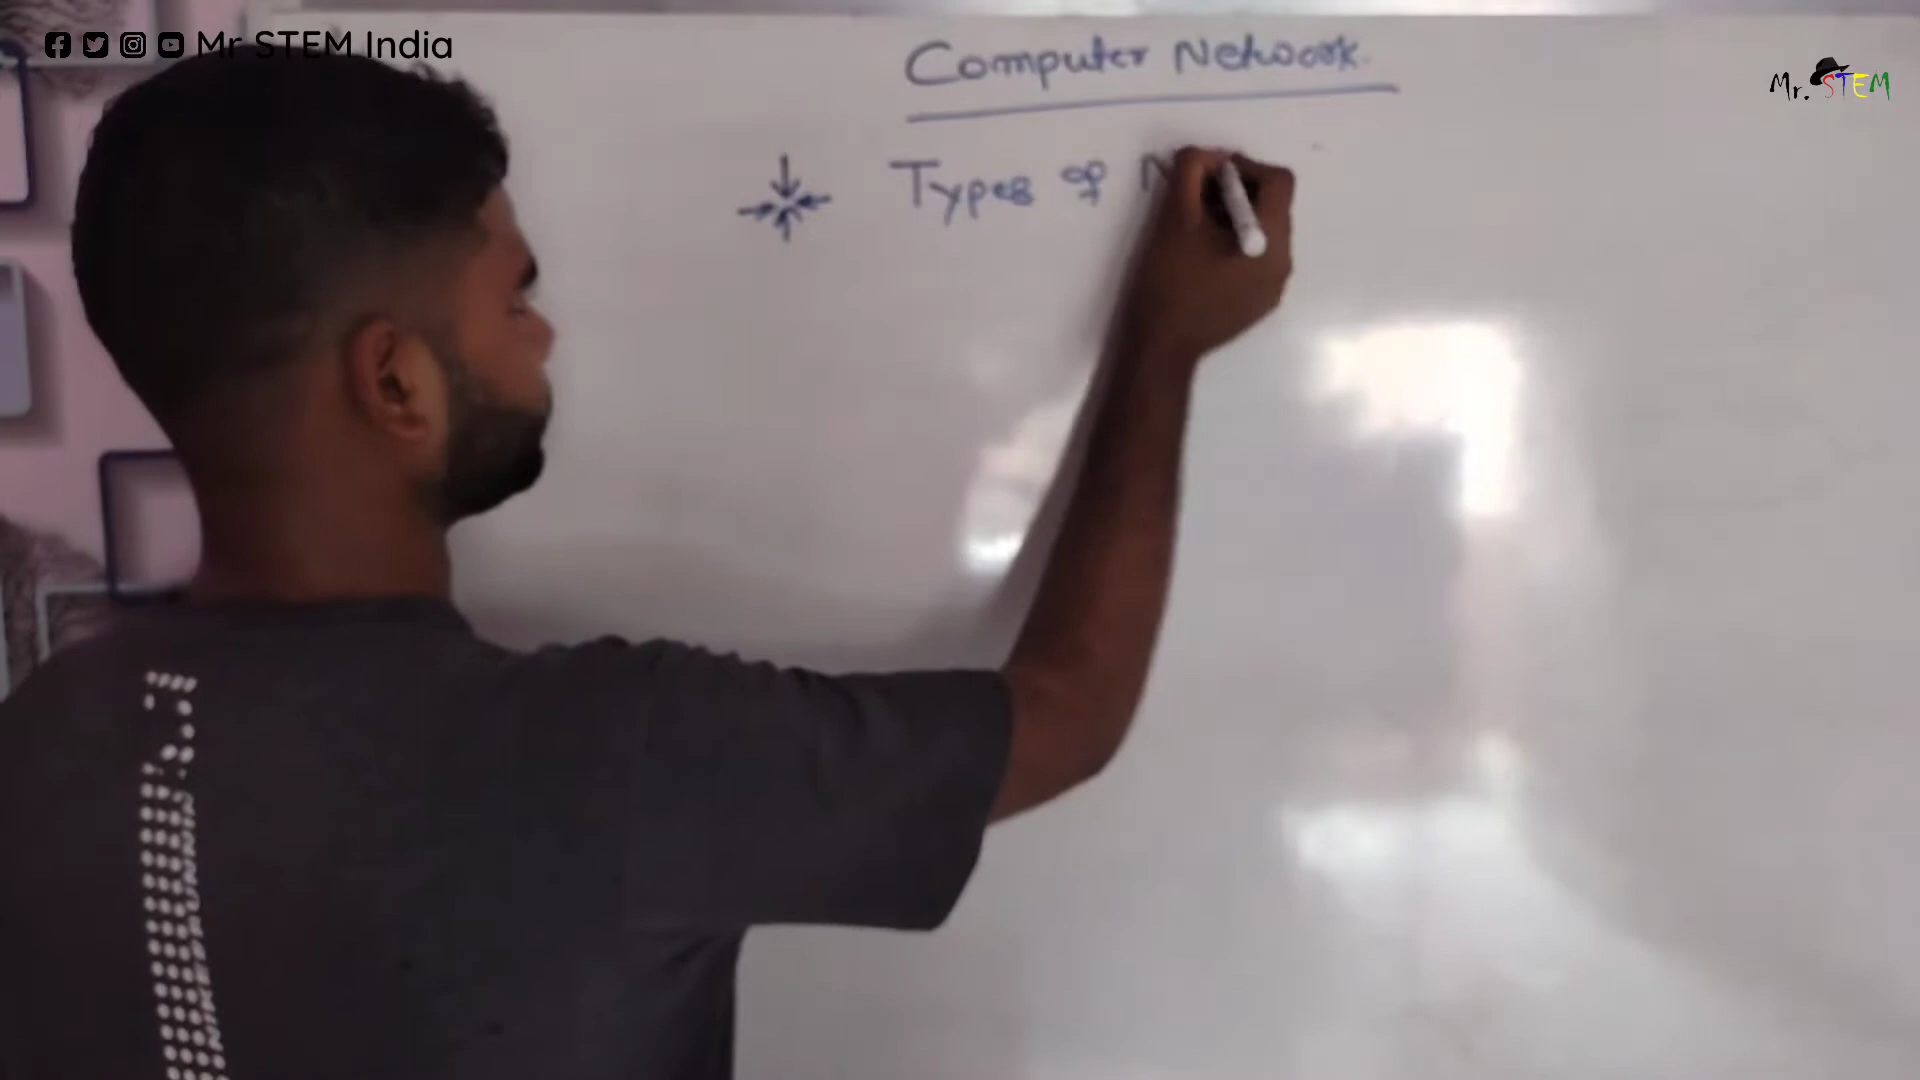 Mr STEM India
Computer Network.
Mr. STEM
Types of N